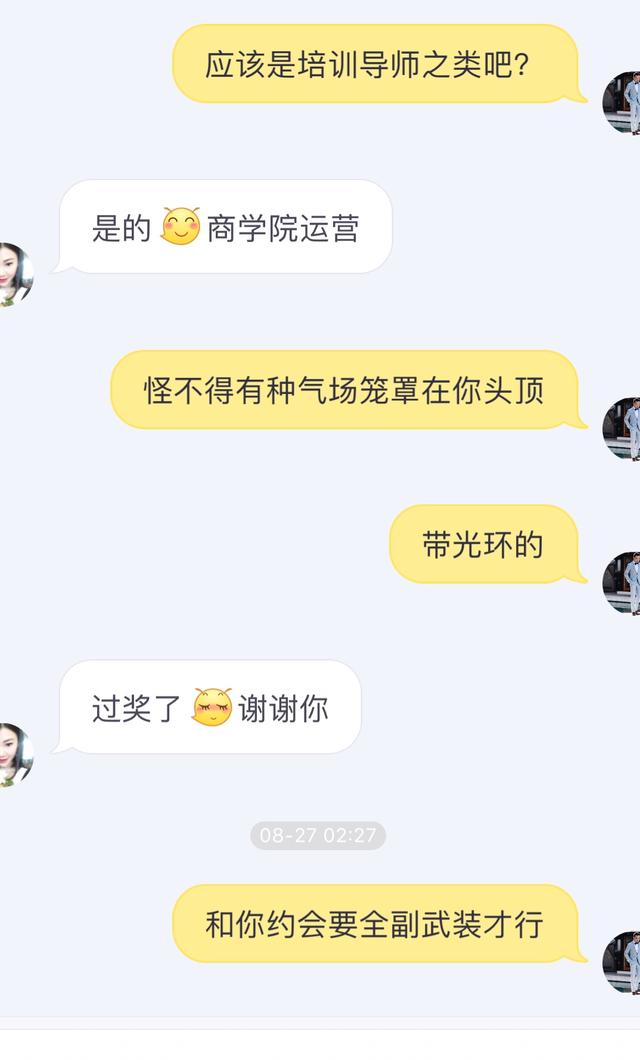 应该是培训导师之类吧?
是的 商学院运营
怪不得有种气场笼罩在你头顶
带光环的
过奖了 谢谢你
08-27 02:27
和你约会要全副武装才行